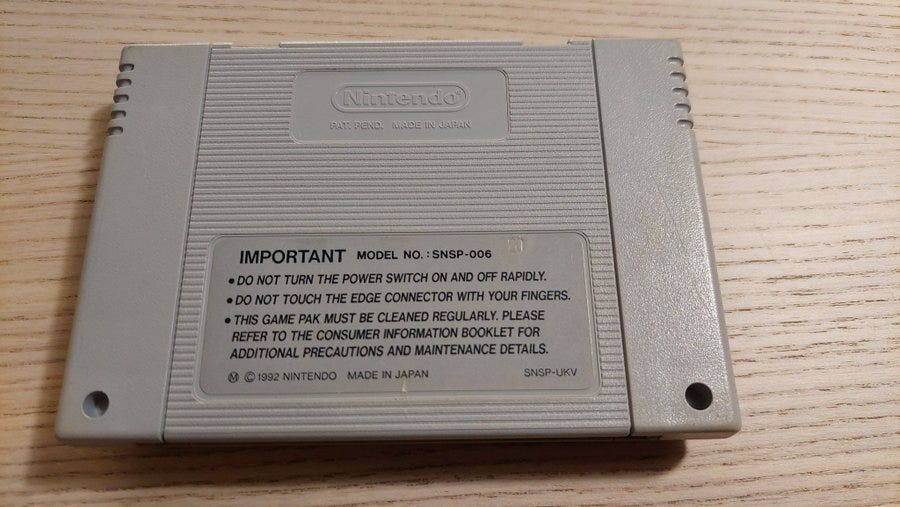 Nintendo®
PAT. PEND. MADE IN JAPAN
IMPORTANT MODEL NO.: SNSP-006
• DO NOT TURN THE POWER SWITCH ON AND OFF RAPIDLY.
• DO NOT TOUCH THE EDGE CONNECTOR WITH YOUR FINGERS.
• THIS GAME PAK MUST BE CLEANED REGULARLY. PLEASE
REFER TO THE CONSUMER INFORMATION BOOKLET FOR
ADDITIONAL PRECAUTIONS AND MAINTENANCE DETAILS.
Ⓜ © 1992 NINTENDO MADE IN JAPAN SNSP-UKV